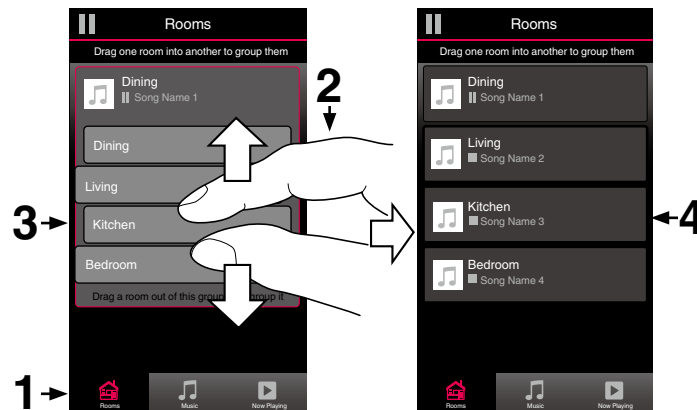 Rooms
Drag one room into another to group them
Dining
Song Name 1
2
Dining
Living
3
Kitchen
Bedroom
Drag a room out of this group it
1
Rooms
Music
Now Playing
Rooms
Drag one room into another to group them
Dining
Song Name 1
Living
Song Name 2
Kitchen
Song Name 3
4
Bedroom
Song Name 4
Rooms
Music
Now Playing